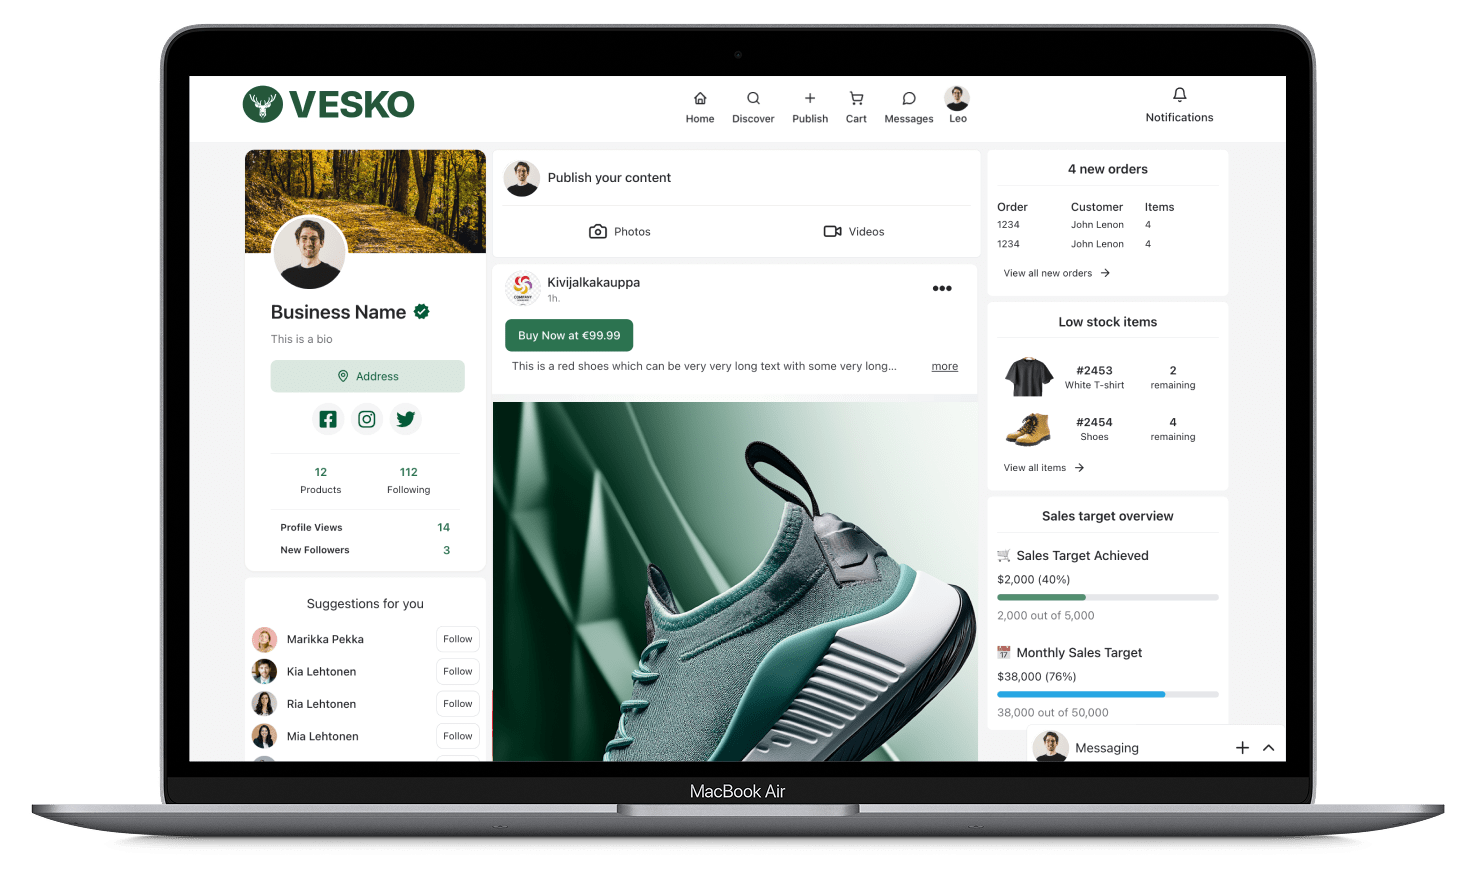 VESKO
Home
Discover
Publish
Cart
Messages
Leo
Notifications
Business Name
This is a bio
Address
12
Products
112
Following
Profile Views 14
New Followers 3
Suggestions for you
Marikka Pekka Follow
Kia Lehtonen Follow
Ria Lehtonen Follow
Mia Lehtonen Follow
Publish your content
Photos
Videos
COMPANY
Kivijalkakauppa
1h.
Buy Now at €99.99
This is a red shoes which can be very very long text with some very long... more
4 new orders
Order Customer Items
1234 John Lenon 4
1234 John Lenon 4
View all new orders
Low stock items
#2453 2
White T-shirt remaining
#2454 4
Shoes remaining
View all items
Sales target overview
Sales Target Achieved
$2,000 (40%)
2,000 out of 5,000
17
Monthly Sales Target
$38,000 (76%)
38,000 out of 50,000
Messaging
MacBook Air